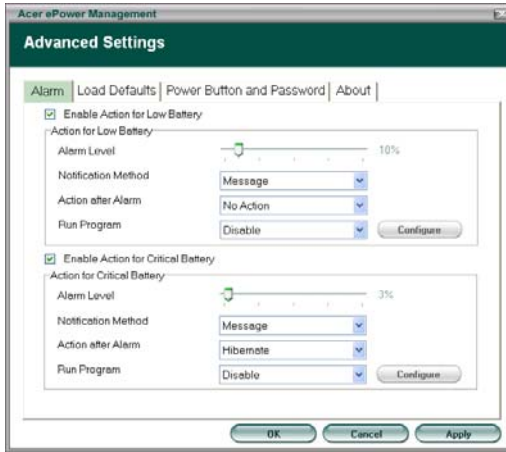 Acer ePower Management
Advanced Settings
Alarm Load Defaults Power Button and Password About
Enable Action for Low Battery
Action for Low Battery
Alarm Level 10%
Notification Method Message
Action after Alarm No Action
Run Program Disable Configure
Enable Action for Critical Battery
Action for Critical Battery
Alarm Level 3%
Notification Method Message
Action after Alarm Hibernate
Run Program Disable Configure
OK Cancel Apply